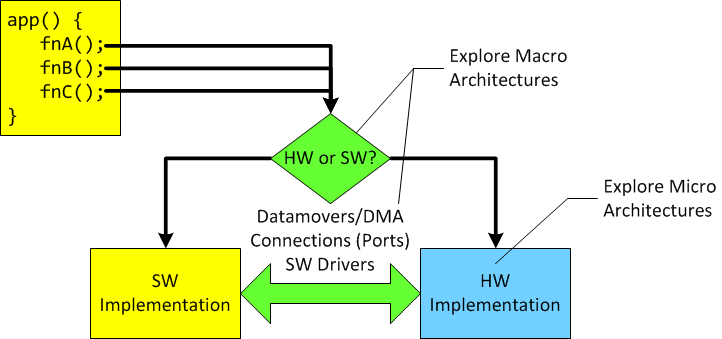 app() {
fnA();
fnB();
fnC();
}
Explore Macro
Architectures
HW or SW?
Explore Micro
Architectures
Datamovers/DMA
Connections (Ports)
SW Drivers
SW
Implementation
HW
Implementation